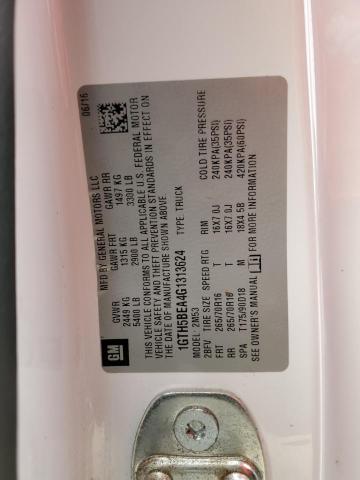 MFD BY GENERAL MOTORS LLC 06/16
GVWR GAWR FRT GAWR RR
2449 KG 1315 KG 1497 KG
5400 LB 2900 LB 3300 LB
THIS VEHICLE CONFORMS TO ALL APPLICABLE U.S. FEDERAL MOTOR
VEHICLE SAFETY AND THEFT PREVENTION STANDARDS IN EFFECT ON
THE DATE OF MANUFACTURE SHOWN ABOVE.
1GTH5BEA4G1313624 TYPE: TRUCK
MODEL: 2M53
2BFV TIRE SIZE SPEED RTG RIM COLD TIRE PRESSURE
FRT 265/70R16 T 16X7.0J 240KPA(35PSI)
RR 265/70R16 T 16X7.0J 240KPA(35PSI)
SP T175/90D18 M 18X4.5B 420KPA(60PSI)
SEE OWNER'S MANUAL FOR MORE INFORMATION
GM